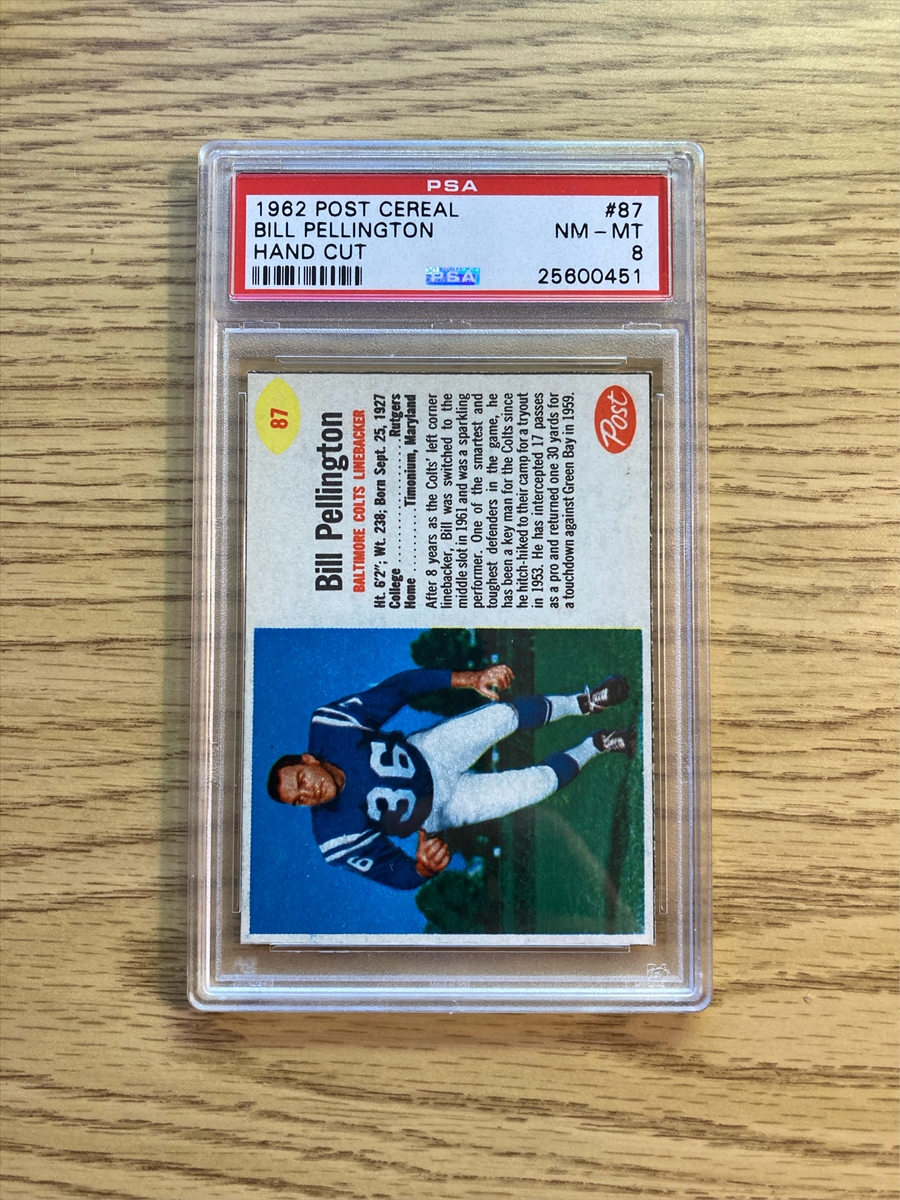 PSA
1962 POST CEREAL #87
BILL PELLINGTON NM - MT
HAND CUT 8
PSA 25600451
87
Bill Pellington
BALTIMORE COLTS LINEBACKER
Ht. 6'2"; Wt. 238; Born Sept. 25, 1927
College ................... Rutgers
Home ....... Timonium, Maryland
After 8 years as the Colts' left corner
linebacker, Bill was switched to the
middle slot in 1961 and was a sparkling
performer. One of the smartest and
toughest defenders in the game, he
has been a key man for the Colts since
he hitch-hiked to their camp for a tryout
in 1953. He has intercepted 17 passes
as a pro and returned one 30 yards for
a touchdown against Green Bay in 1959.
Post
36
6